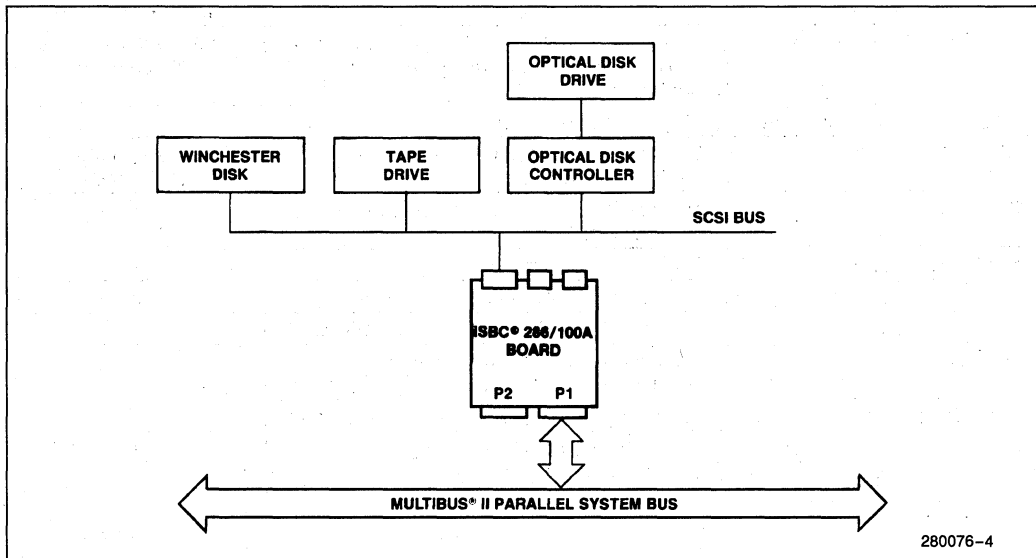 OPTICAL DISK
DRIVE
WINCHESTER
DISK
TAPE
DRIVE
OPTICAL DISK
CONTROLLER
SCSI BUS
iSBC® 286/100A
BOARD
P2 P1
MULTIBUS® II PARALLEL SYSTEM BUS
280076–4